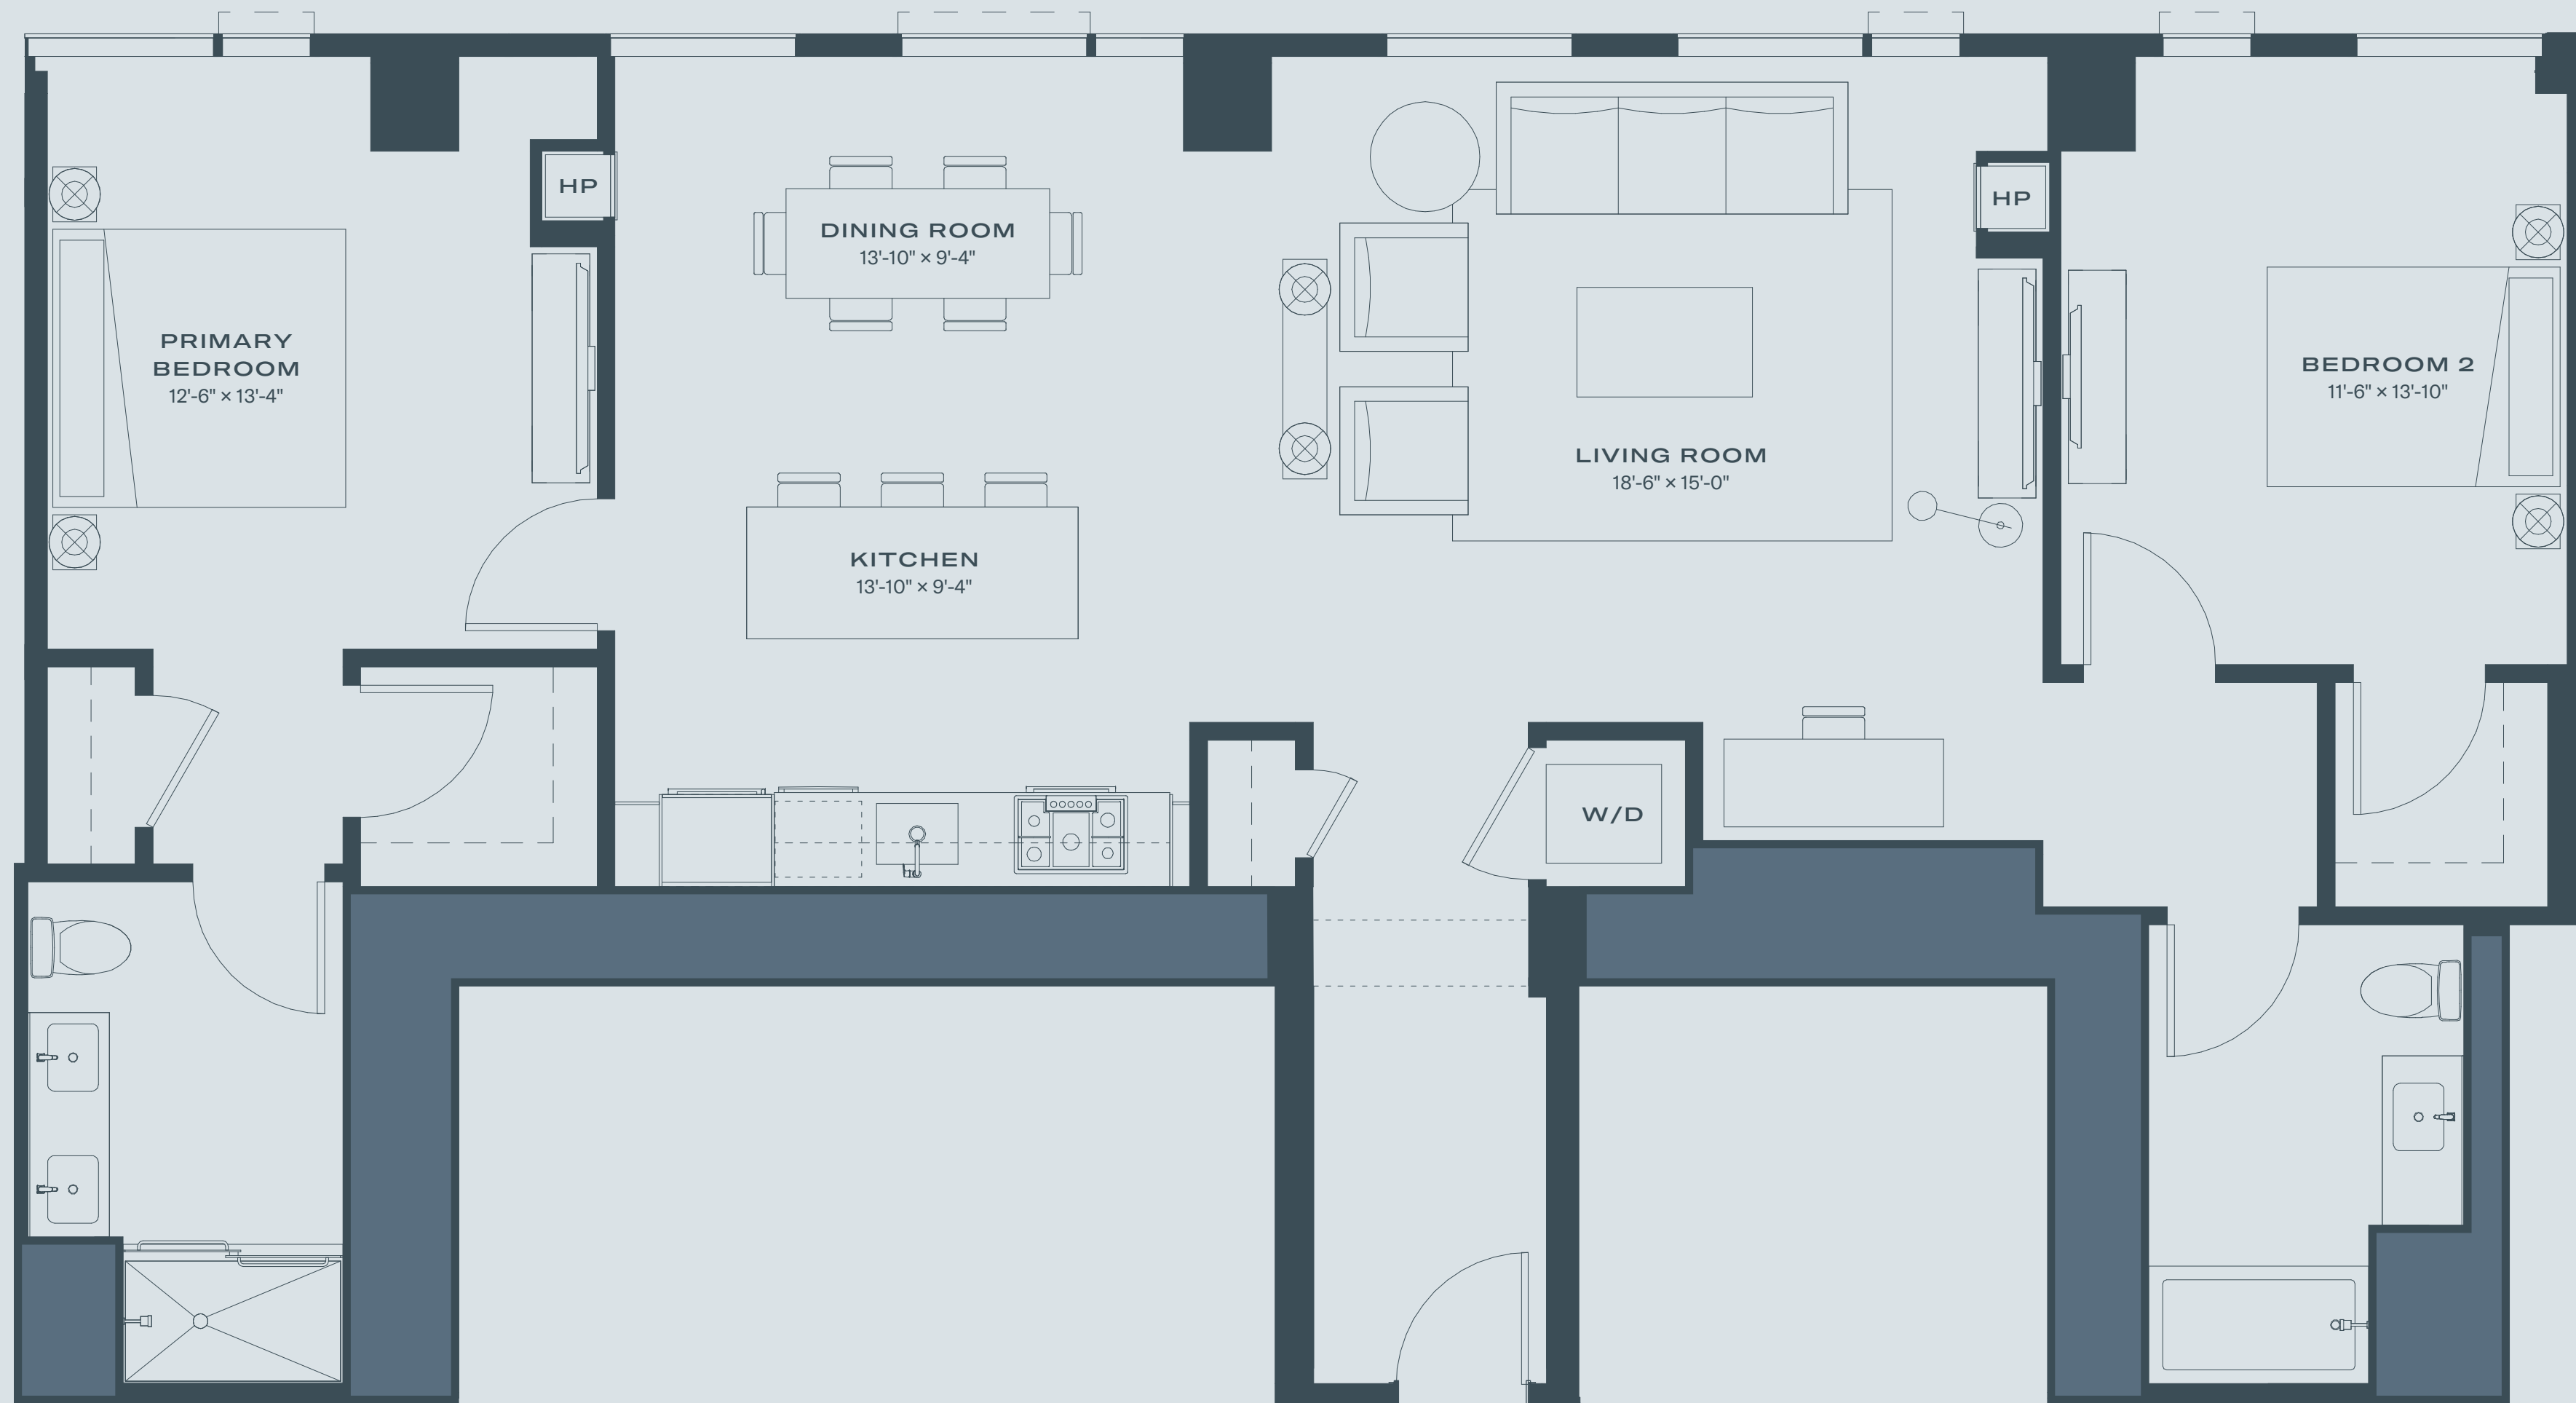 HP
DINING ROOM
13'-10" × 9'-4"
HP
PRIMARY
BEDROOM
12'-6" × 13'-4"
BEDROOM 2
11'-6" × 13'-10"
LIVING ROOM
18'-6" × 15'-0"
KITCHEN
13'-10" × 9'-4"
W/D